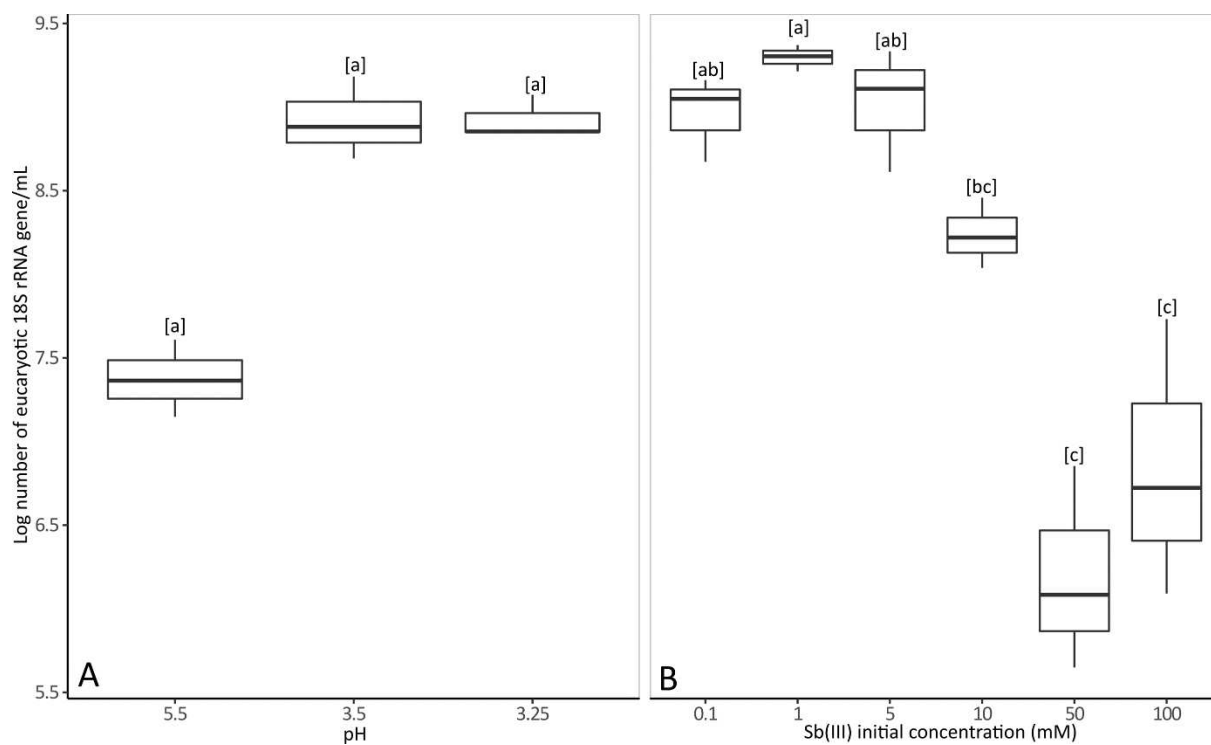 Log number of eucaryotic 18S rRNA gene/mL
9.5
8.5
7.5
6.5
5.5
[a]
[a]
[a]
A
5.5
3.5
3.25
pH
[ab]
[a]
[ab]
[bc]
[c]
[c]
B
0.1
1
5
10
50
100
Sb(III) initial concentration (mM)